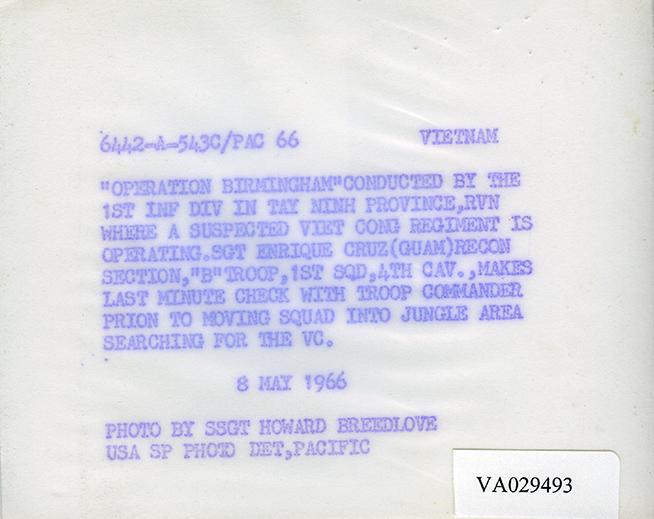 6442-A-543C/PAC 66 VIETNAM
"OPERATION BIRMINGHAM"CONDUCTED BY THE
1ST INF DIV IN TAY NINH PROVINCE,RVN
WHERE A SUSPECTED VIET CONG REGIMENT IS
OPERATING.SGT ENRIQUE CRUZ(GUAM)RECON
SECTION,"B"TROOP,1ST SQD,4TH CAV.,MAKES
LAST MINUTE CHECK WITH TROOP COMMANDER
PRION TO MOVING SQUAD INTO JUNGLE AREA
SEARCHING FOR THE VC.
8 MAY 1966
PHOTO BY SSGT HOWARD BREEDLOVE
USA SP PHOTO DET,PACIFIC
VA029493